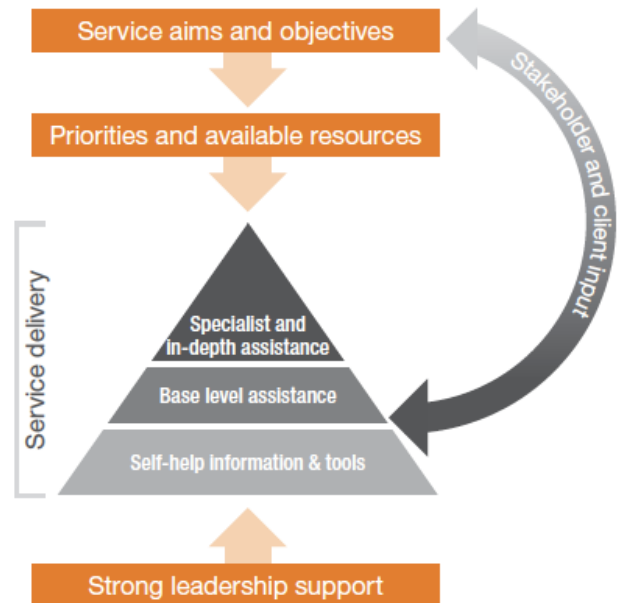 Service aims and objectives
Priorities and available resources
Stakeholder and client input
Service delivery
Specialist and
in-depth assistance
Base level assistance
Self-help information & tools
Strong leadership support